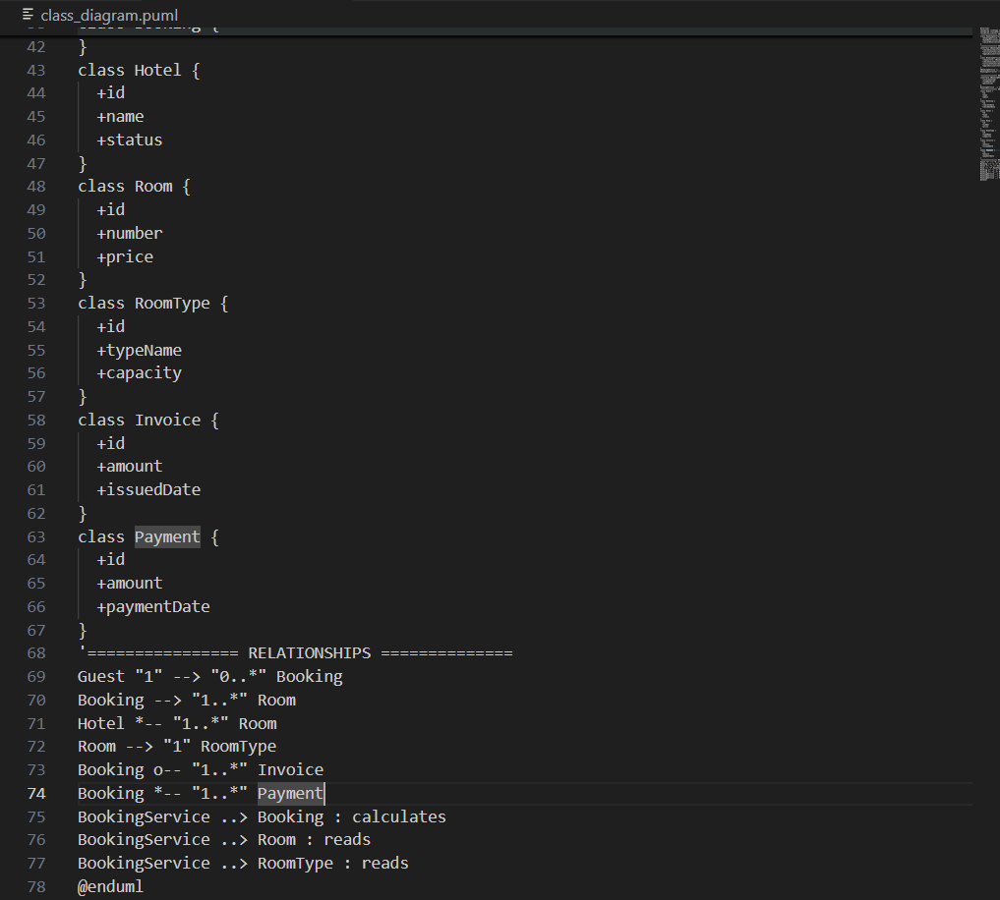 class_diagram.puml
42 }
43 class Hotel {
44 +id
45 +name
46 +status
47 }
48 class Room {
49 +id
50 +number
51 +price
52 }
53 class RoomType {
54 +id
55 +typeName
56 +capacity
57 }
58 class Invoice {
59 +id
60 +amount
61 +issuedDate
62 }
63 class Payment {
64 +id
65 +amount
66 +paymentDate
67 }
68 '================ RELATIONSHIPS ==============
69 Guest "1" --> "0..*" Booking
70 Booking --> "1..*" Room
71 Hotel *-- "1..*" Room
72 Room --> "1" RoomType
73 Booking o-- "1..*" Invoice
74 Booking *-- "1..*" Payment
75 BookingService ..> Booking : calculates
76 BookingService ..> Room : reads
77 BookingService ..> RoomType : reads
78 @enduml